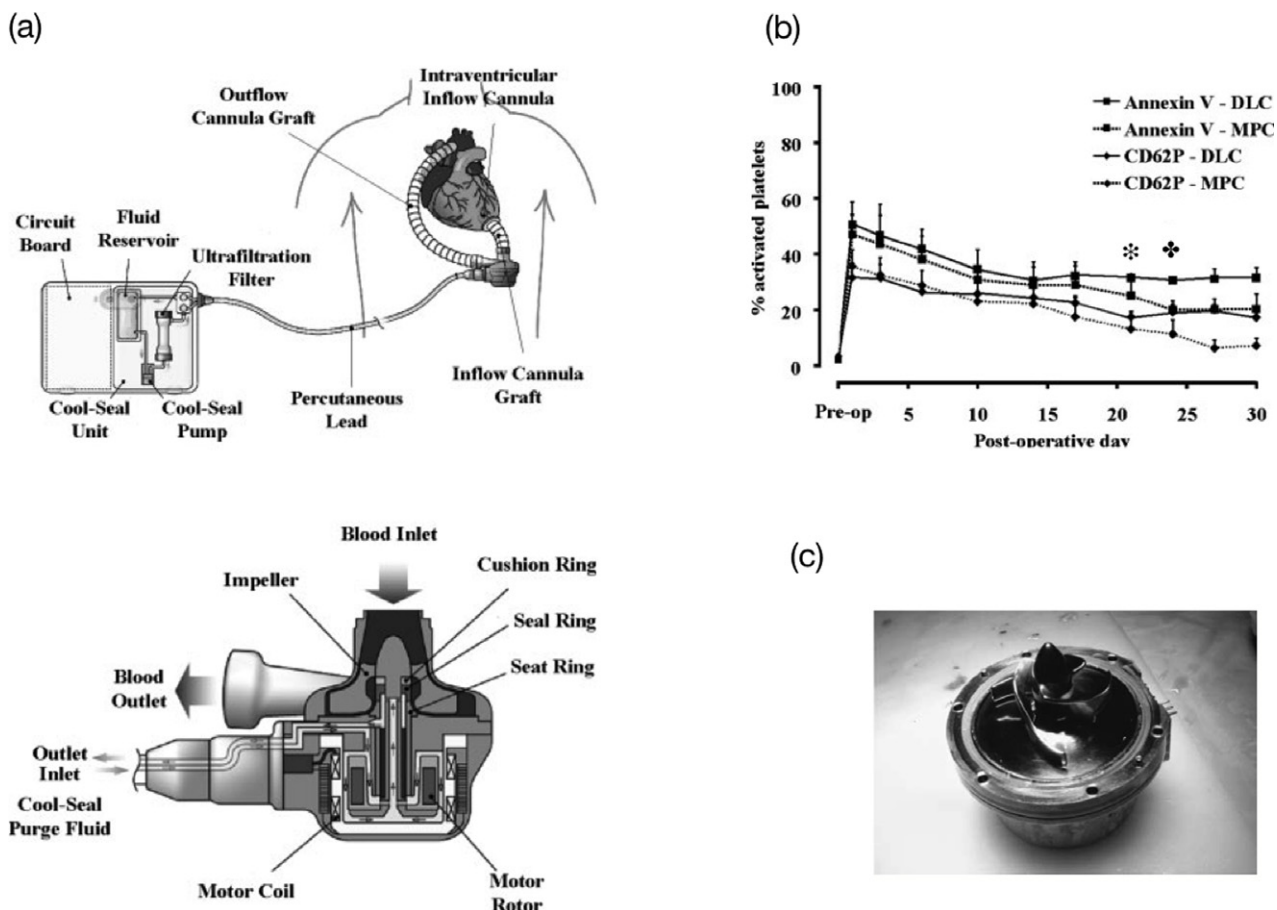 (a)
Outflow
Cannula Graft
Intraventricular
Inflow Cannula
Circuit
Board
Fluid
Reservoir
Ultrafiltration
Filter
Cool-Seal
Unit
Cool-Seal
Pump
Percutaneous
Lead
Inflow Cannula
Graft
Blood Inlet
Impeller
Cushion Ring
Seal Ring
Seat Ring
Blood
Outlet
Outlet
Inlet
Cool-Seal
Purge Fluid
Motor Coil
Motor
Rotor
(b)
% activated platelets
100
80
60
40
20
0
Annexin V - DLC
Annexin V - MPC
CD62P - DLC
CD62P - MPC
Pre-op
5
10
15
20
25
30
Post-operative day
(c)